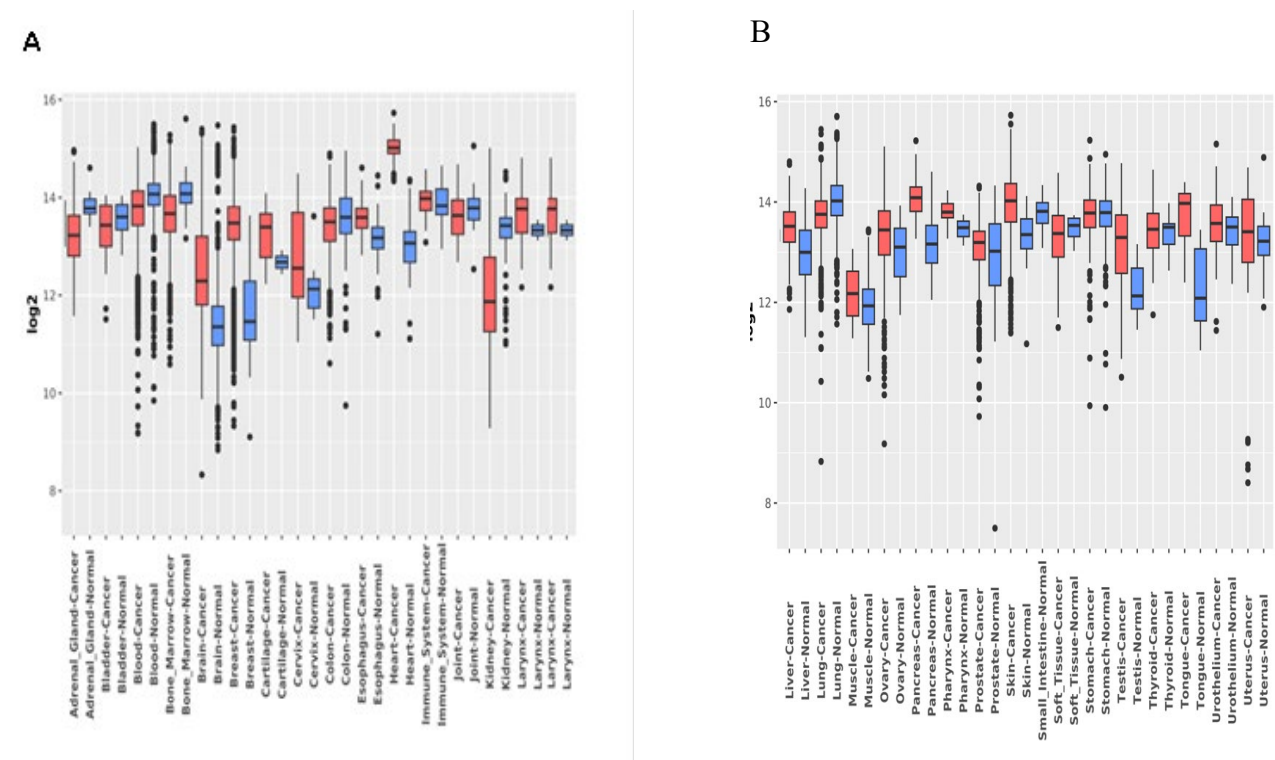 A
B
16
14
12
10
8
log2
Adrenal_Gland-Cancer
Adrenal_Gland-Normal
Bladder-Cancer
Bladder-Normal
Blood-Cancer
Blood-Normal
Bone_Marrow-Cancer
Bone_Marrow-Normal
Brain-Cancer
Brain-Normal
Breast-Cancer
Breast-Normal
Cartilage-Cancer
Cartilage-Normal
Cervix-Cancer
Cervix-Normal
Colon-Cancer
Colon-Normal
Esophagus-Cancer
Esophagus-Normal
Heart-Cancer
Heart-Normal
Immune_System-Cancer
Immune_System-Normal
Joint-Cancer
Joint-Normal
Kidney-Cancer
Kidney-Normal
Larynx-Cancer
Larynx-Normal
Larynx-Cancer
Larynx-Normal
16
14
12
10
8
Liver-Cancer
Liver-Normal
Lung-Cancer
Lung-Normal
Muscle-Cancer
Muscle-Normal
Ovary-Cancer
Ovary-Normal
Pancreas-Cancer
Pancreas-Normal
Pharynx-Cancer
Pharynx-Normal
Prostate-Cancer
Prostate-Normal
Skin-Cancer
Skin-Normal
Small_Intestine-Normal
Soft_Tissue-Cancer
Soft_Tissue-Normal
Stomach-Cancer
Stomach-Normal
Testis-Cancer
Testis-Normal
Thyroid-Cancer
Thyroid-Normal
Tongue-Cancer
Tongue-Normal
Urothelium-Cancer
Urothelium-Normal
Uterus-Cancer
Uterus-Normal